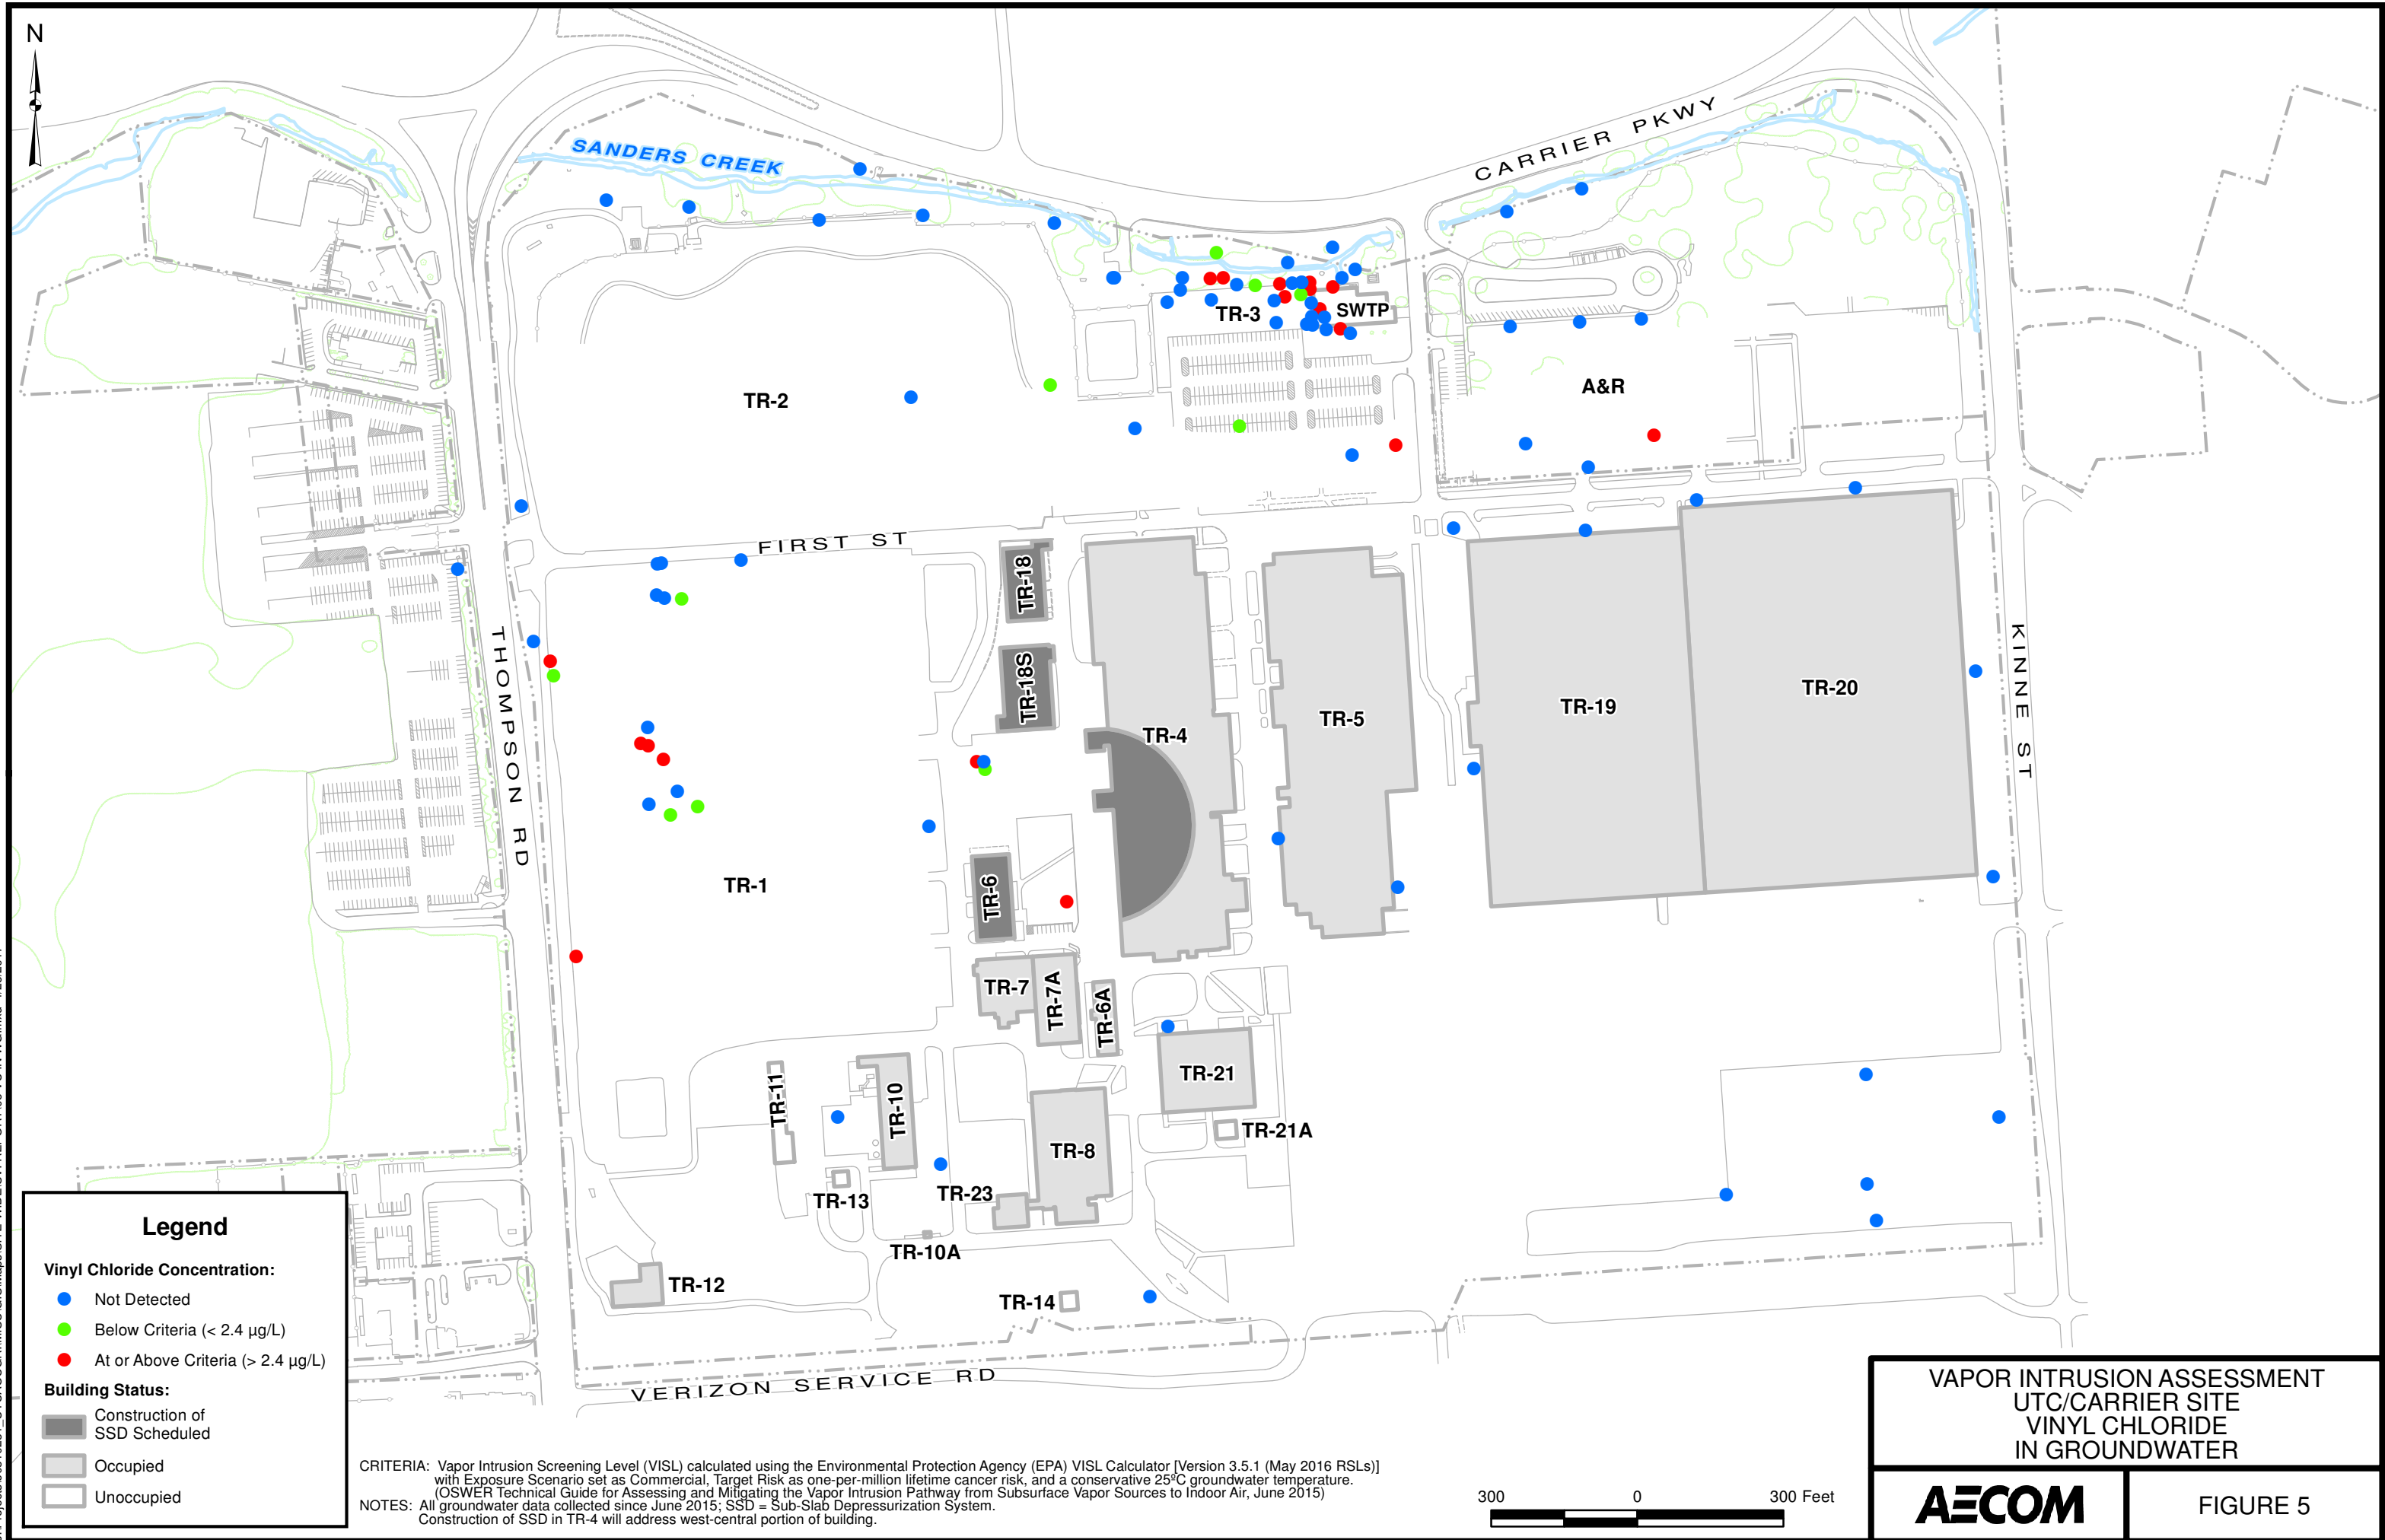 N
SANDERS CREEK
CARRIER PKWY
TR-3
SWTP
TR-2
A&R
FIRST ST
TR-18
TR-18S
THOMPSON RD
KINNE ST
TR-4
TR-5
TR-19
TR-20
TR-1
TR-6
TR-7
TR-7A
TR-6A
TR-21
TR-11
TR-10
TR-21A
TR-8
TR-13
TR-23
TR-10A
TR-12
TR-14
VERIZON SERVICE RD
Legend
Vinyl Chloride Concentration:
Not Detected
Below Criteria (< 2.4 µg/L)
At or Above Criteria (> 2.4 µg/L)
Building Status:
Construction of
SSD Scheduled
Occupied
Unoccupied
CRITERIA: Vapor Intrusion Screening Level (VISL) calculated using the Environmental Protection Agency (EPA) VISL Calculator [Version 3.5.1 (May 2016 RSLs)]
with Exposure Scenario set as Commercial, Target Risk as one-per-million lifetime cancer risk, and a conservative 25ºC groundwater temperature.
(OSWER Technical Guide for Assessing and Mitigating the Vapor Intrusion Pathway from Subsurface Vapor Sources to Indoor Air, June 2015)
NOTES: All groundwater data collected since June 2015; SSD = Sub-Slab Depressurization System.
Construction of SSD in TR-4 will address west-central portion of building.
300 0 300 Feet
VAPOR INTRUSION ASSESSMENT
UTC/CARRIER SITE
VINYL CHLORIDE
IN GROUNDWATER
AECOM
FIGURE 5